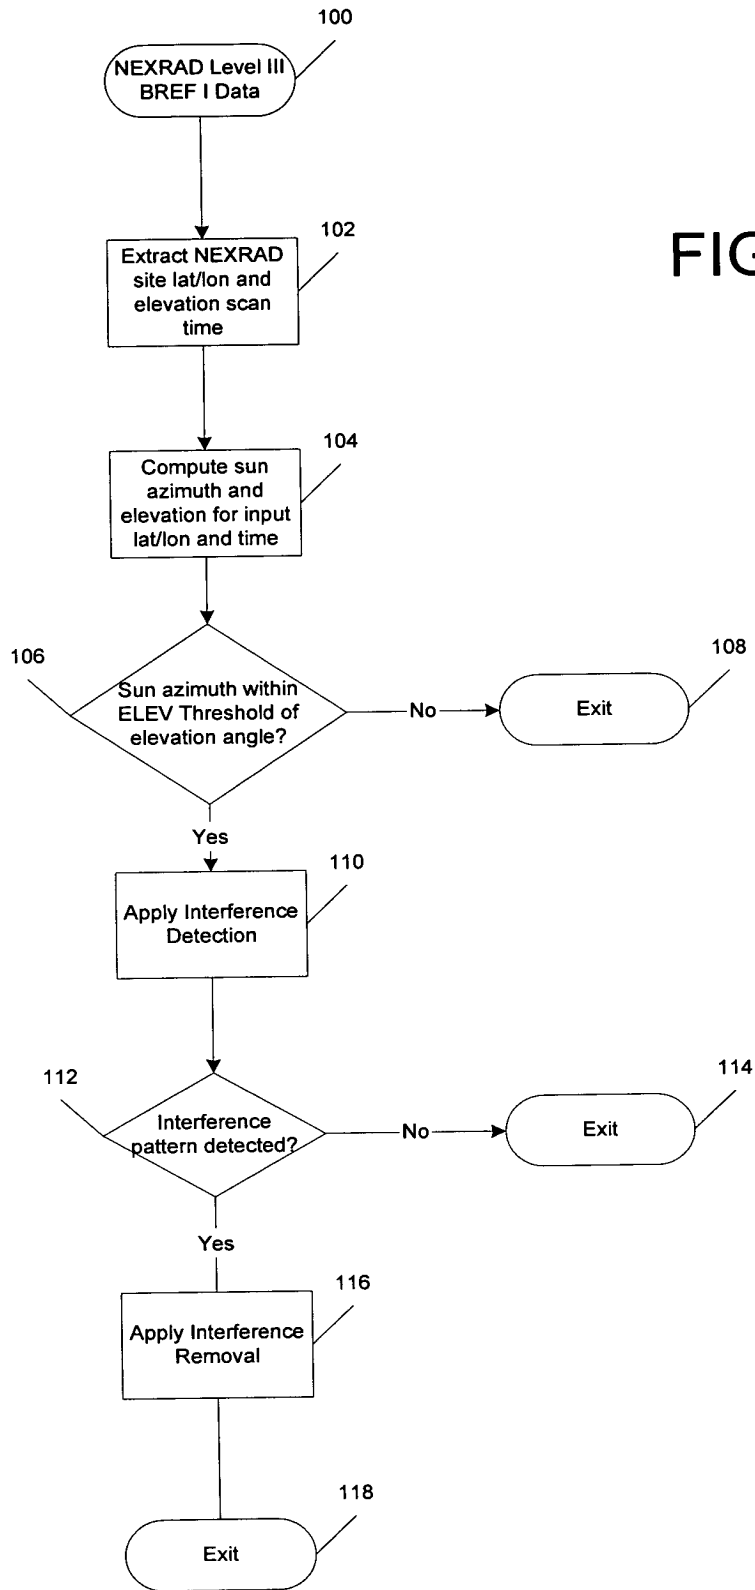 100
NEXRAD Level III
BREF I Data
102
Extract NEXRAD
site lat/lon and
elevation scan
time
FIG
104
Compute sun
azimuth and
elevation for input
lat/lon and time
106
Sun azimuth within
ELEV Threshold of
elevation angle?
No
108
Exit
Yes
110
Apply Interference
Detection
112
Interference
pattern detected?
No
114
Exit
Yes
116
Apply Interference
Removal
118
Exit